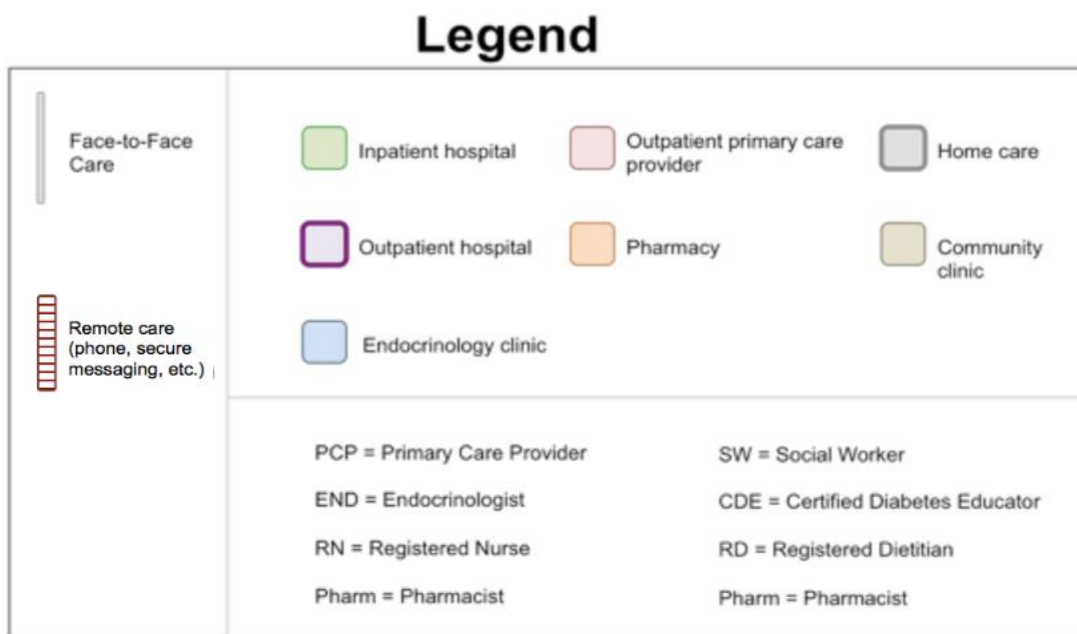 Legend
Face-to-Face
Care
Remote care
(phone, secure
messaging, etc.)
Inpatient hospital
Outpatient primary care
provider
Home care
Outpatient hospital
Pharmacy
Community
clinic
Endocrinology clinic
PCP = Primary Care Provider
SW = Social Worker
END = Endocrinologist
CDE = Certified Diabetes Educator
RN = Registered Nurse
RD = Registered Dietitian
Pharm = Pharmacist
Pharm = Pharmacist